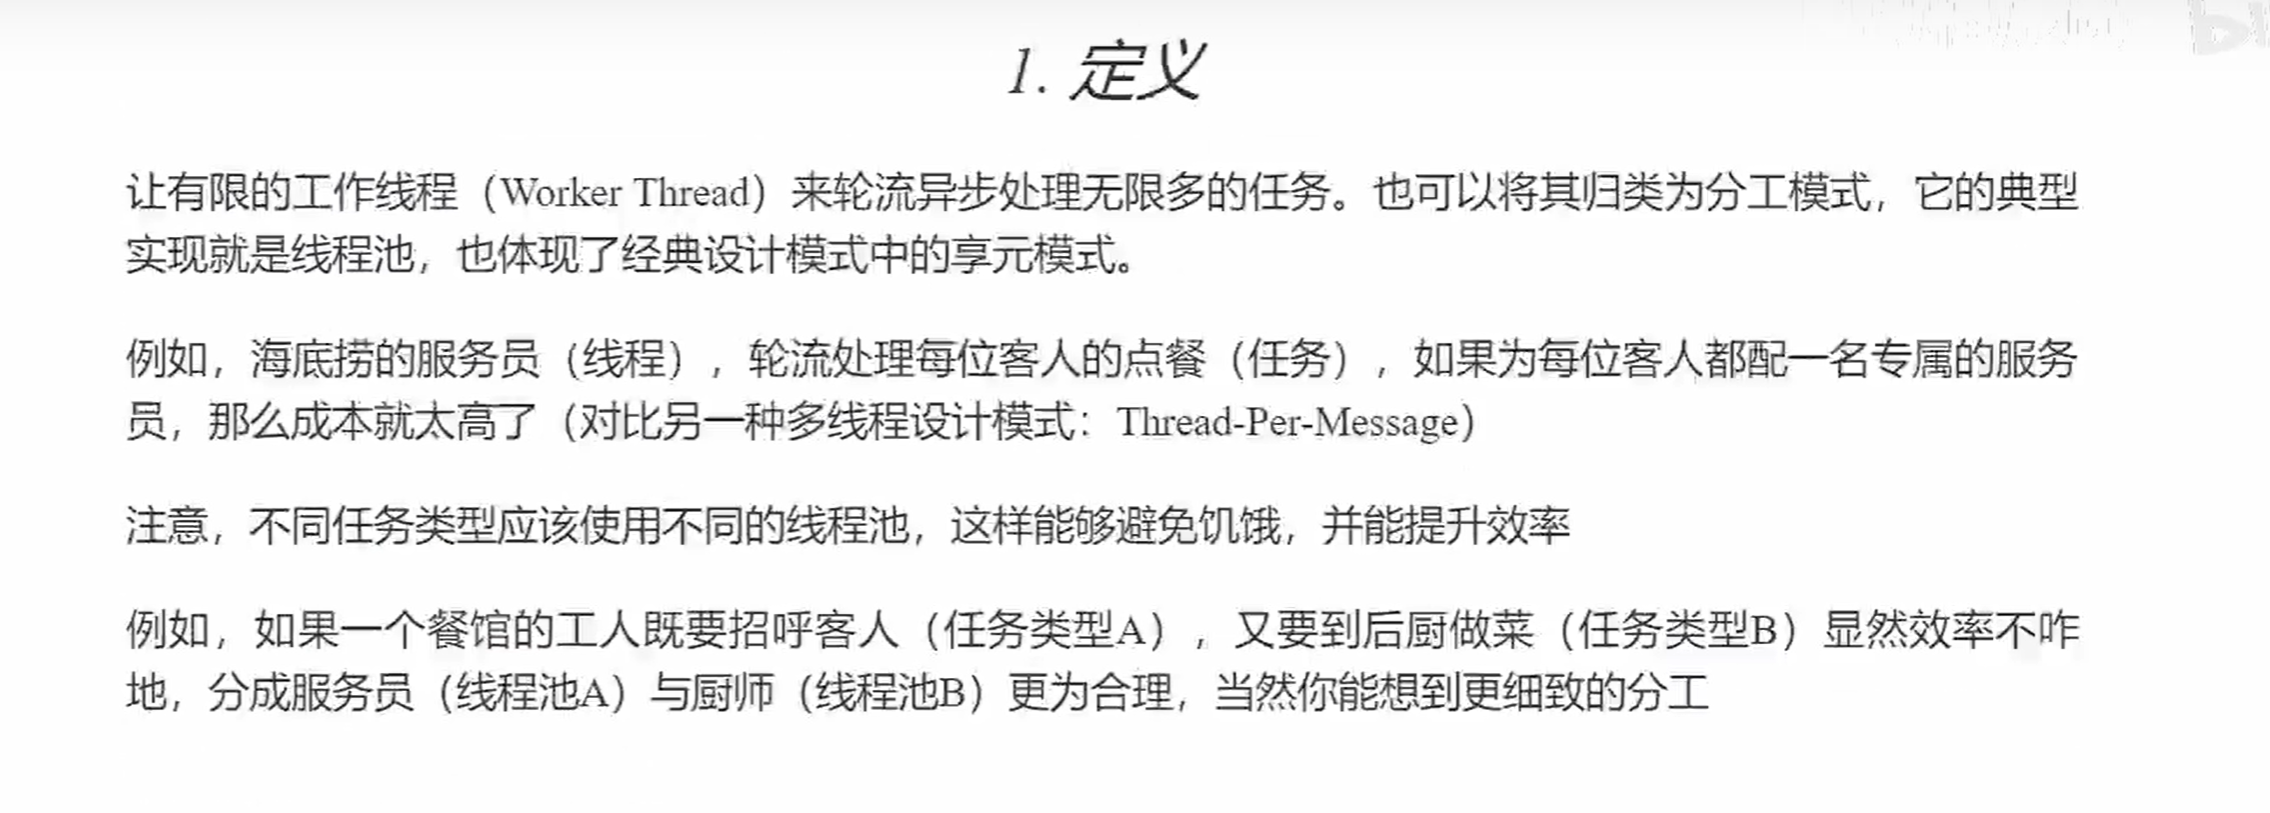 1. 定义
让有限的工作线程（Worker Thread）来轮流异步处理无限多的任务。也可以将其归类为分工模式，它的典型
实现就是线程池，也体现了经典设计模式中的享元模式。
例如，海底捞的服务员（线程），轮流处理每位客人的点餐（任务），如果为每位客人都配一名专属的服务
员，那么成本就太高了（对比另一种多线程设计模式：Thread-Per-Message）
注意，不同任务类型应该使用不同的线程池，这样能够避免饥饿，并能提升效率
例如，如果一个餐馆的工人既要招呼客人（任务类型A），又要到后厨做菜（任务类型B）显然效率不咋
地，分成服务员（线程池A）与厨师（线程池B）更为合理，当然你能想到更细致的分工